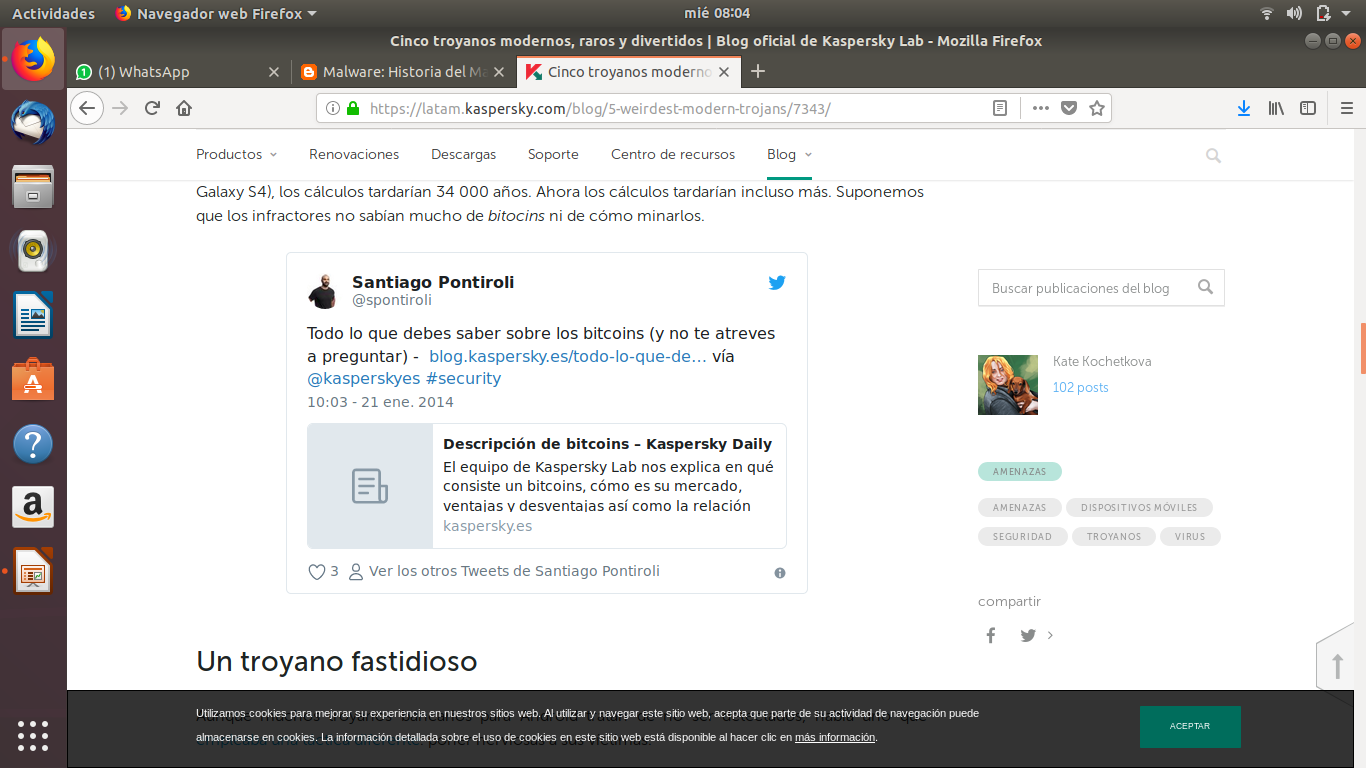 Actividades
Navegador web Firefox
mié 08:04
Cinco troyanos modernos, raros y divertidos | Blog oficial de Kaspersky Lab - Mozilla Firefox
(1) WhatsApp
Malware: Historia del Ma
Cinco troyanos moderno
https://latam.kaspersky.com/blog/5-weirdest-modern-trojans/7343/
Productos
Renovaciones
Descargas
Soporte
Centro de recursos
Blog
Galaxy S4), los cálculos tardarían 34 000 años. Ahora los cálculos tardarían incluso más. Suponemos
que los infractores no sabían mucho de bitocins ni de cómo minarlos.
Santiago Pontiroli
@spontiroli
Todo lo que debes saber sobre los bitcoins (y no te atreves
a preguntar) - blog.kaspersky.es/todo-lo-que-de… vía
@kasperskyes #security
10:03 - 21 ene. 2014
Descripción de bitcoins – Kaspersky Daily
El equipo de Kaspersky Lab nos explica en qué
consiste un bitcoins, cómo es su mercado,
ventajas y desventajas así como la relación
kaspersky.es
3
Ver los otros Tweets de Santiago Pontiroli
Buscar publicaciones del blog
Kate Kochetkova
102 posts
AMENAZAS
AMENAZAS
DISPOSITIVOS MÓVILES
SEGURIDAD
TROYANOS
VIRUS
compartir
Un troyano fastidioso
Utilizamos cookies para mejorar su experiencia en nuestros sitios web. Al utilizar y navegar este sitio web, acepta que parte de su actividad de navegación puede
almacenarse en cookies. La información detallada sobre el uso de cookies en este sitio web está disponible al hacer clic en más información.
ACEPTAR